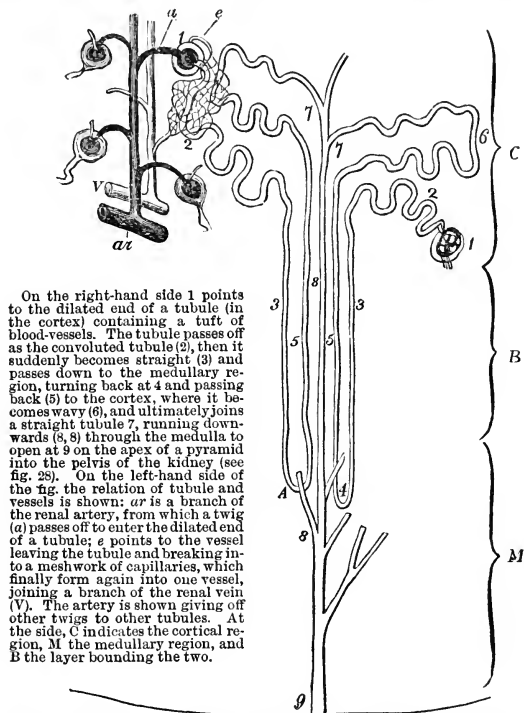 a
e
1
7
7
6
C
2
2
1
V
ar
On the right-hand side 1 points
to the dilated end of a tubule (in
the cortex) containing a tuft of
blood-vessels. The tubule passes off
as the convoluted tubule (2), then it
suddenly becomes straight (3) and
passes down to the medullary re-
gion, turning back at 4 and passing
back (5) to the cortex, where it be-
comes wavy (6), and ultimately joins
a straight tubule 7, running down-
wards (8, 8) through the medulla to
open at 9 on the apex of a pyramid
into the pelvis of the kidney (see
fig. 28). On the left-hand side of
the fig. the relation of tubule and
vessels is shown: ar is a branch of
the renal artery, from which a twig
(a) passes off to enter the dilated end
of a tubule; e points to the vessel
leaving the tubule and breaking in-
to a meshwork of capillaries, which
finally form again into one vessel,
joining a branch of the renal vein
(V). The artery is shown giving off
other twigs to other tubules. At
the side, C indicates the cortical re-
gion, M the medullary region, and
B the layer bounding the two.
8
3
3
5
5
B
A
4
8
M
9